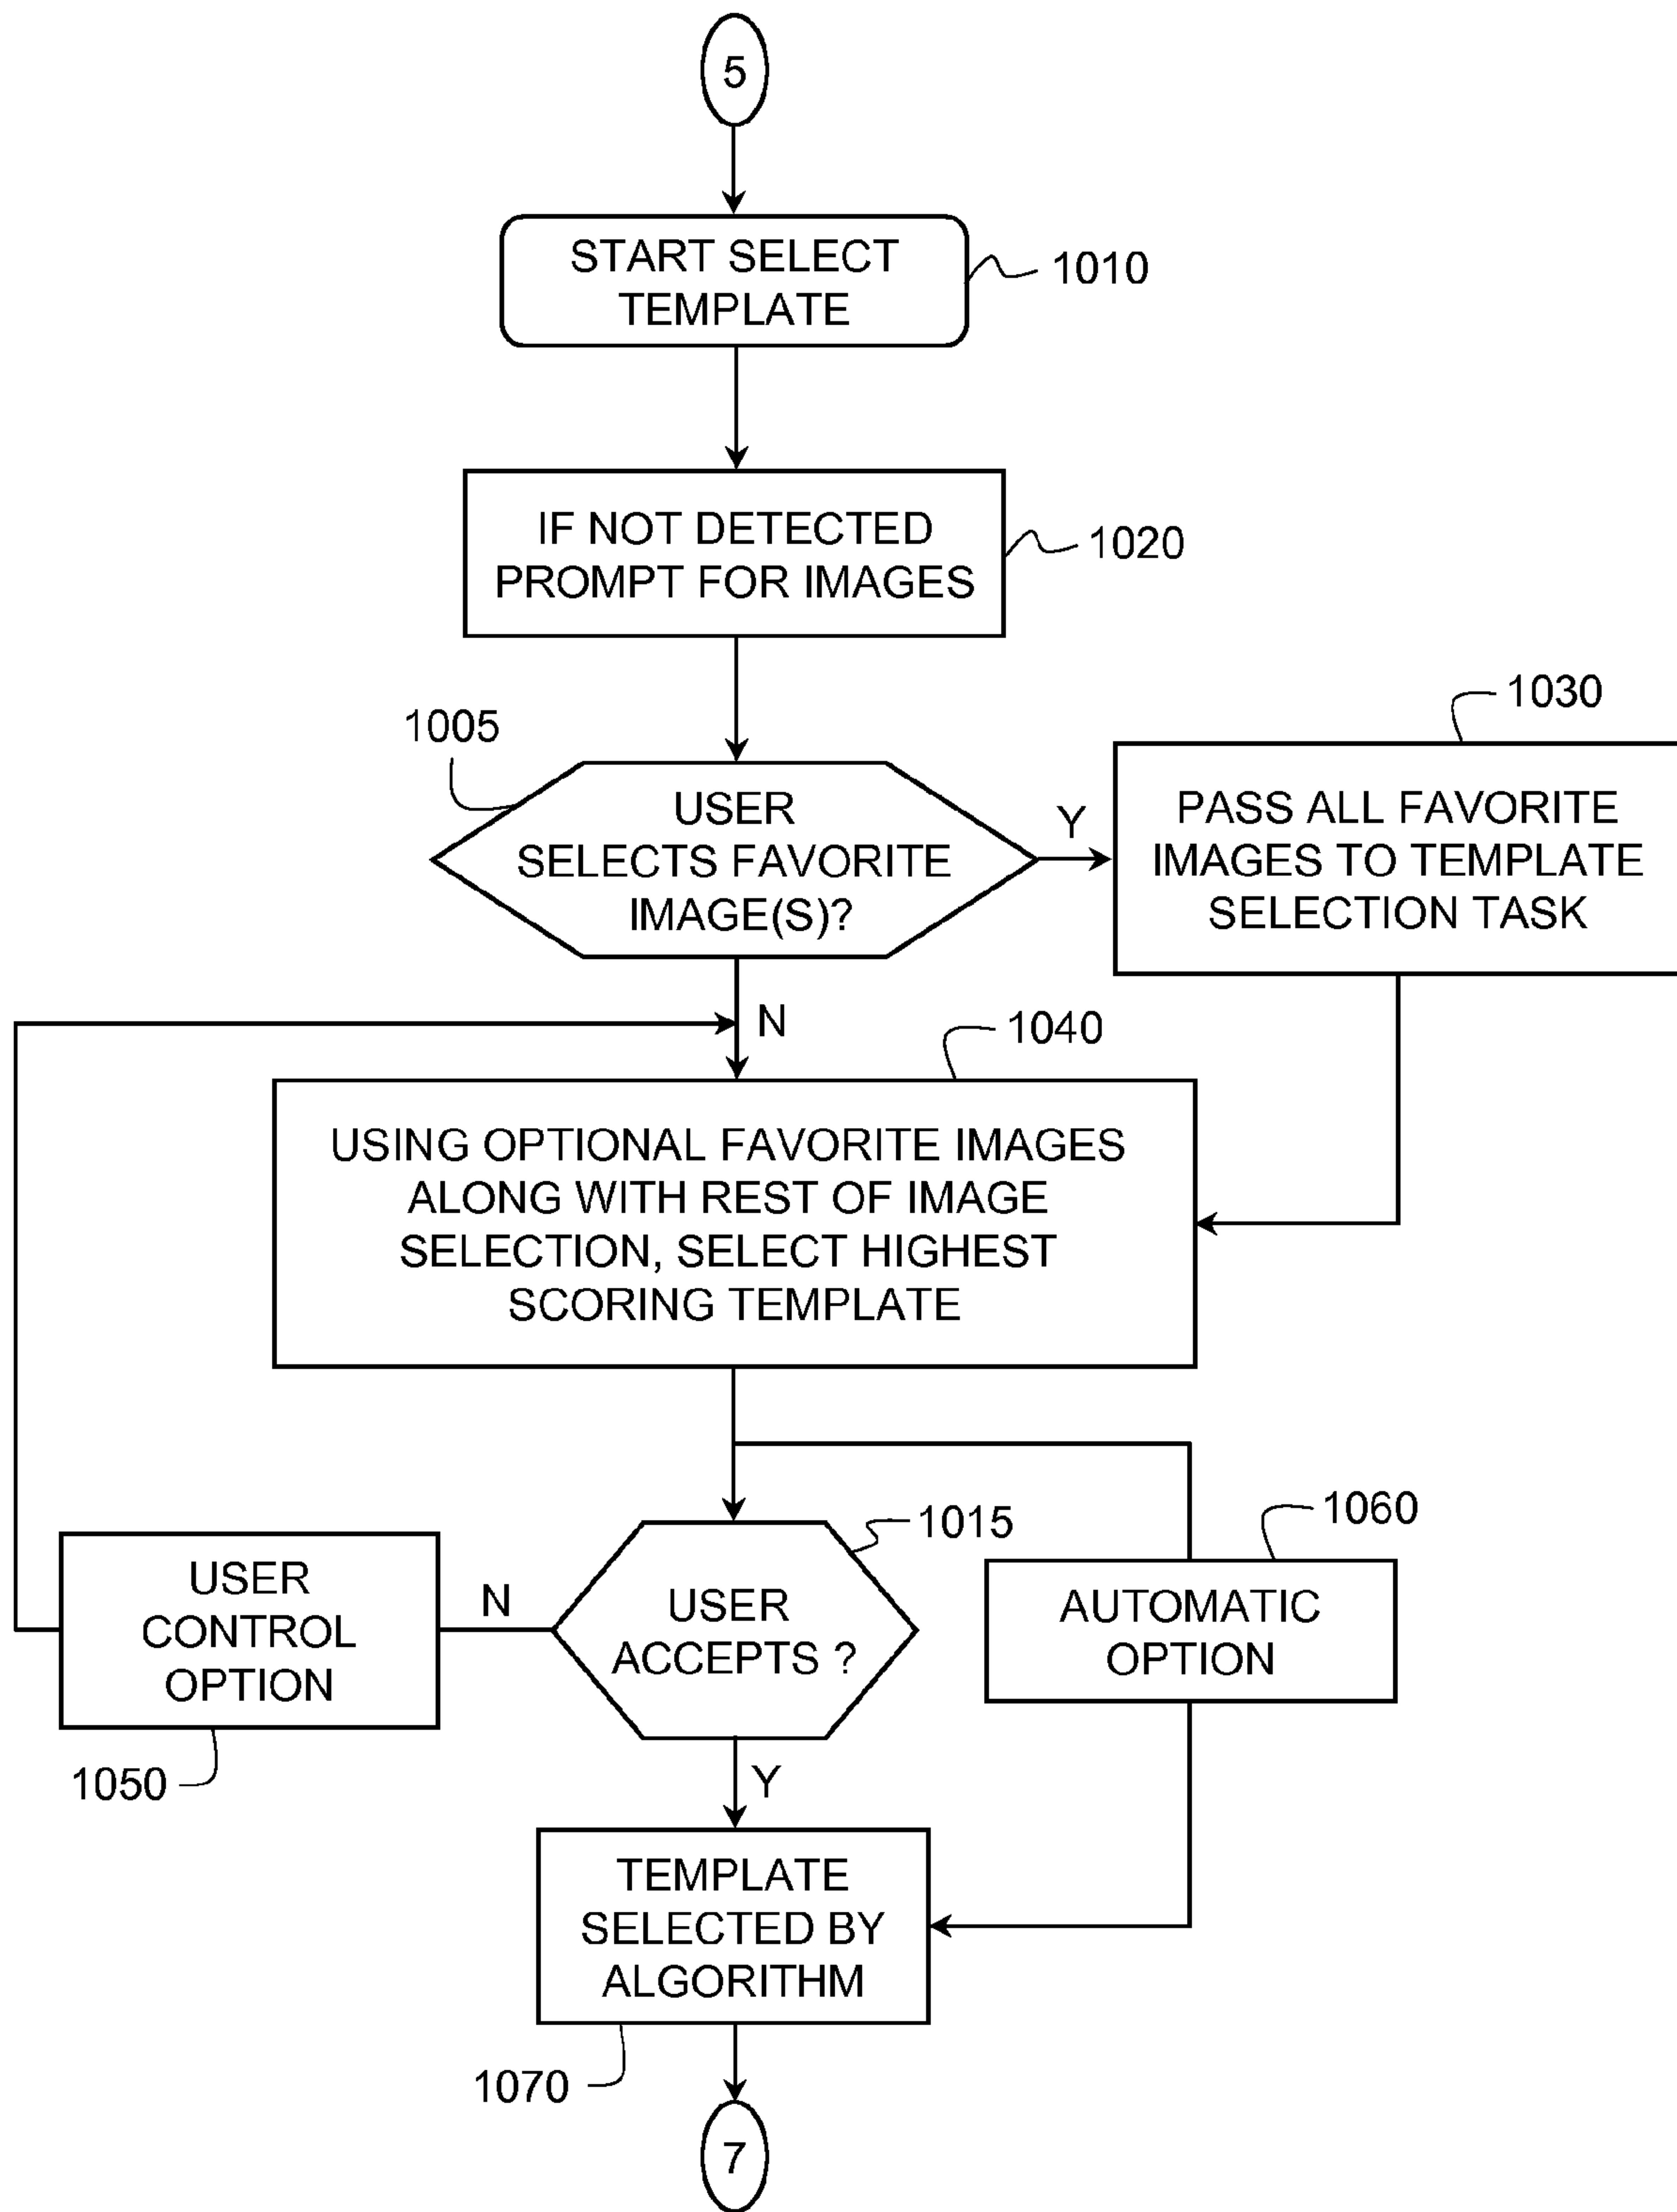 5
START SELECT
TEMPLATE
1010
IF NOT DETECTED
PROMPT FOR IMAGES
1020
1005
USER
SELECTS FAVORITE
IMAGE(S)?
Y
1030
PASS ALL FAVORITE
IMAGES TO TEMPLATE
SELECTION TASK
N
1040
USING OPTIONAL FAVORITE IMAGES
ALONG WITH REST OF IMAGE
SELECTION, SELECT HIGHEST
SCORING TEMPLATE
1015
1060
USER
CONTROL
OPTION
N
USER
ACCEPTS ?
AUTOMATIC
OPTION
1050
Y
TEMPLATE
SELECTED BY
ALGORITHM
1070
7